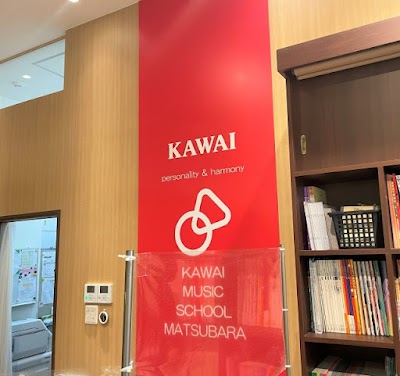 KAWAI
personality & harmony
KAWAI
MUSIC
SCHOOL
MATSUBARA